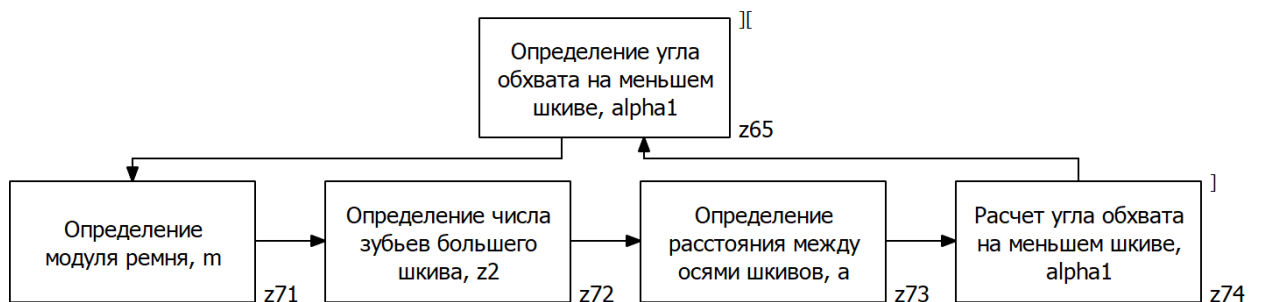 ][
Определение угла
обхвата на меньшем
шкиве, alpha1
z65
Определение
модуля ремня, m
z71
Определение числа
зубьев большего
шкива, z2
z72
Определение
расстояния между
осями шкивов, a
z73
]
Расчет угла обхвата
на меньшем шкиве,
alpha1
z74